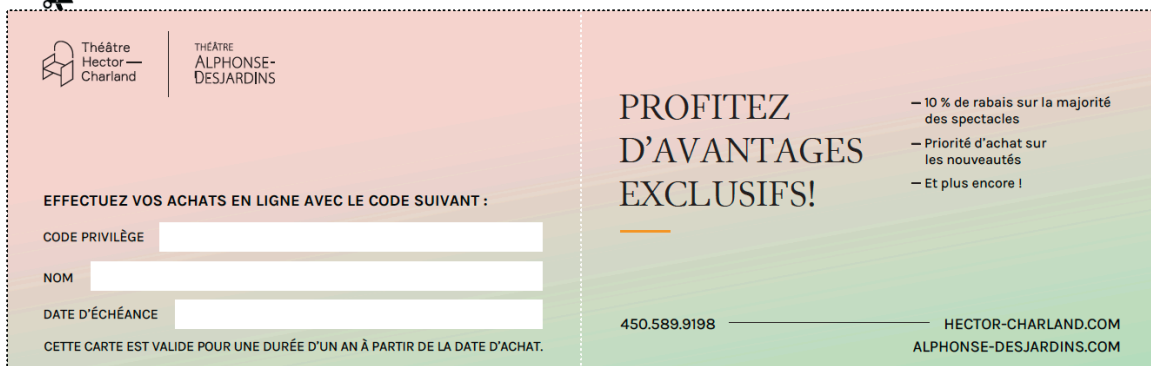 Théâtre
Hector—
Charland
THÉÂTRE
ALPHONSE-
DESJARDINS
EFFECTUEZ VOS ACHATS EN LIGNE AVEC LE CODE SUIVANT :
CODE PRIVILÈGE
NOM
DATE D'ÉCHÉANCE
CETTE CARTE EST VALIDE POUR UNE DURÉE D'UN AN À PARTIR DE LA DATE D'ACHAT.
PROFITEZ
D'AVANTAGES
EXCLUSIFS!
— 10 % de rabais sur la majorité
des spectacles
— Priorité d'achat sur
les nouveautés
— Et plus encore !
450.589.9198
HECTOR-CHARLAND.COM
ALPHONSE-DESJARDINS.COM